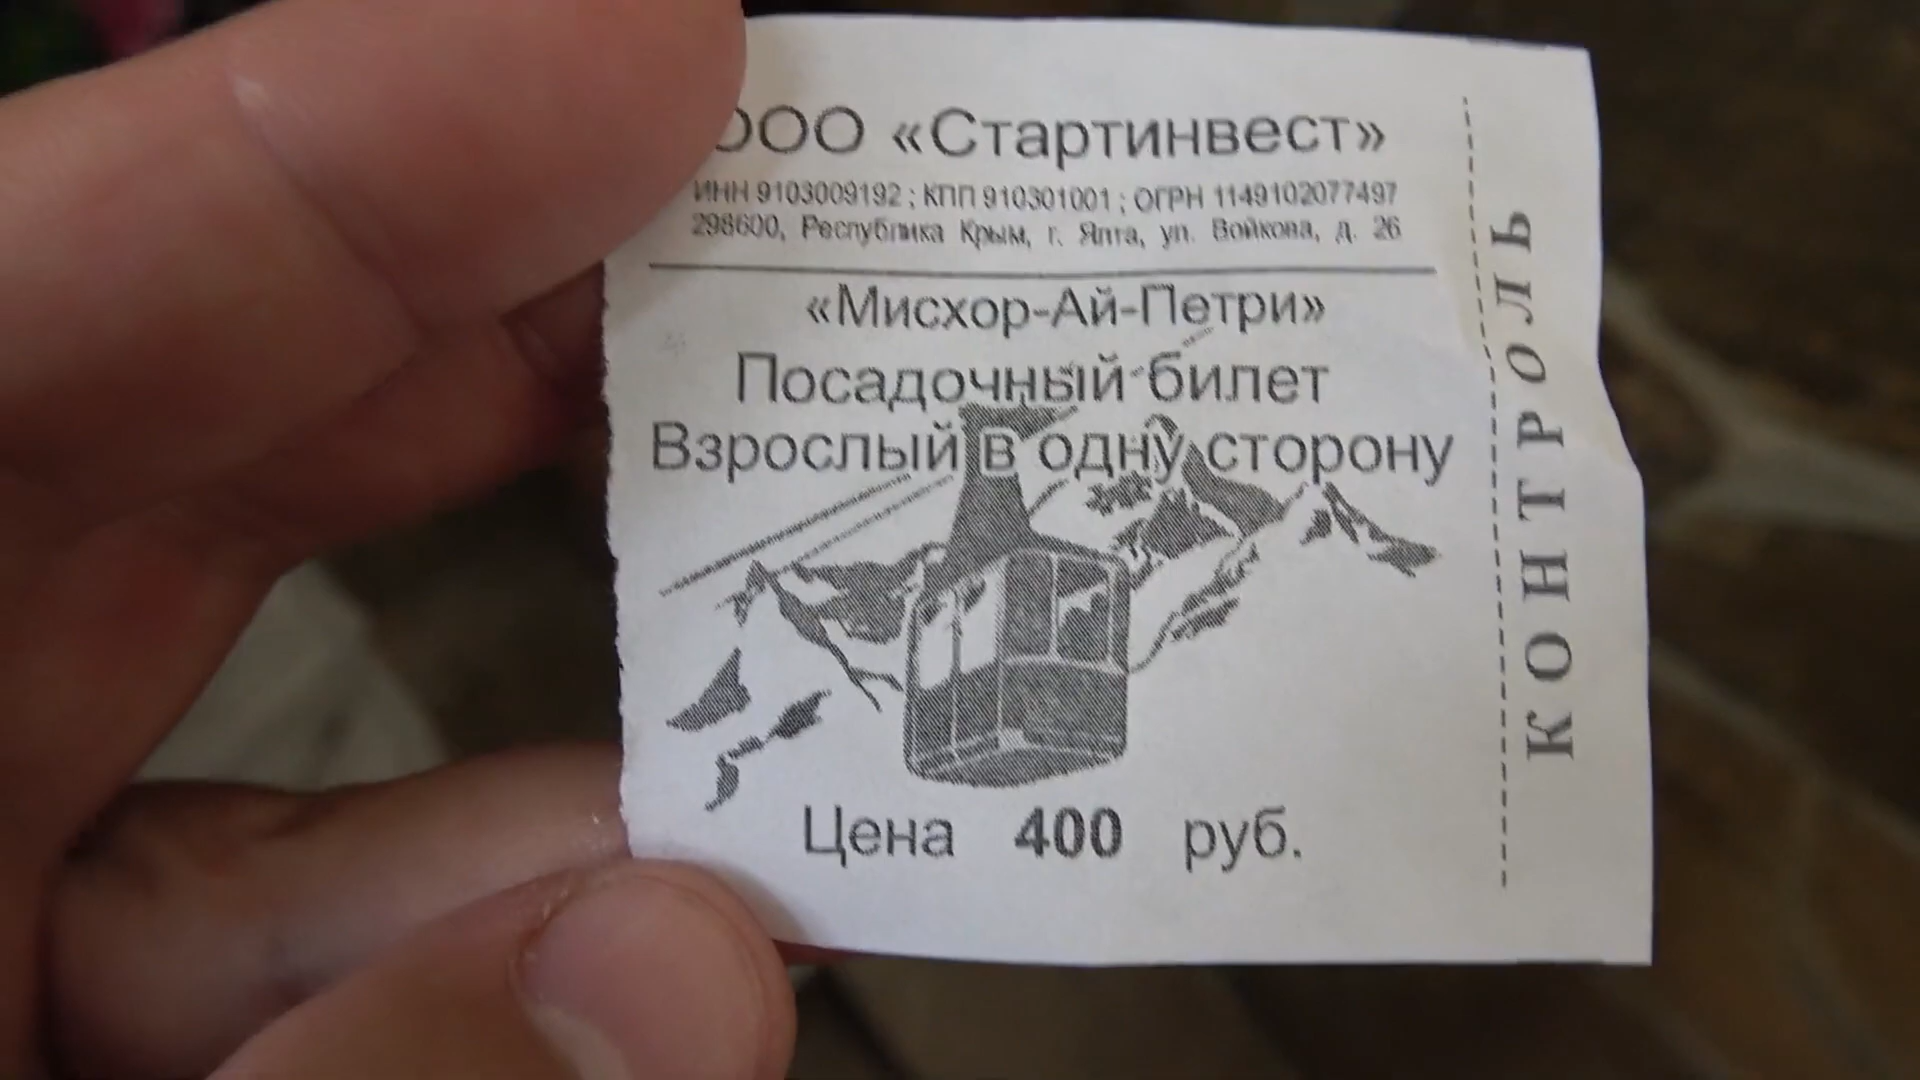 ООО «Стартинвест»
ИНН 9103009192 ; КПП 910301001 ; ОГРН 1149102077497
298600, Республика Крым, г. Ялта, ул. Войкова, д. 26
«Мисхор-Ай-Петри»
Посадочный билет
Взрослый в одну сторону
Цена 400 руб.
КОНТРОЛЬ